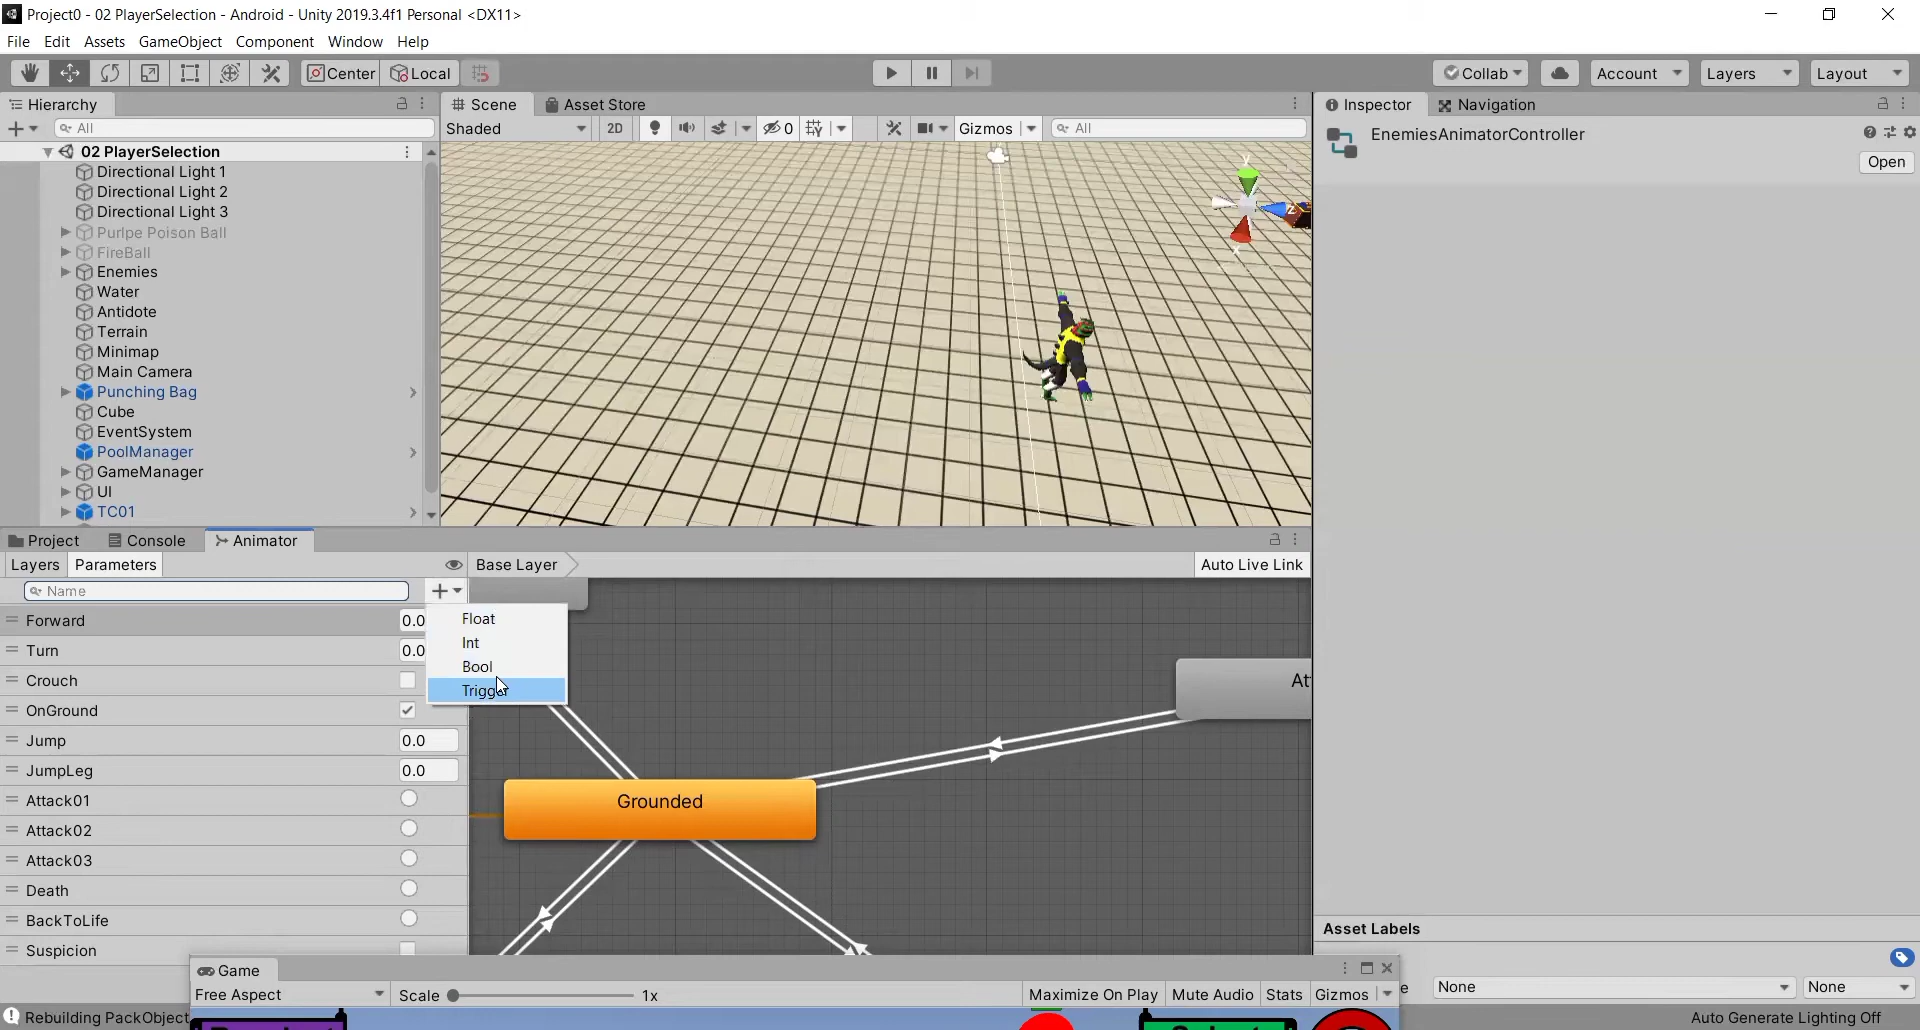 Project0 - 02 PlayerSelection - Android - Unity 2019.3.4f1 Personal <DX11>
File Edit Assets GameObject Component Window Help
Center Local Collab Account Layers Layout
Hierarchy
All
02 PlayerSelection
Directional Light 1
Directional Light 2
Directional Light 3
Purlpe Poison Ball
FireBall
Enemies
Water
Antidote
Terrain
Minimap
Main Camera
Punching Bag
Cube
EventSystem
PoolManager
GameManager
UI
TC01
Scene Asset Store
Shaded 2D 0 Gizmos All
y
z
x
Inspector Navigation
EnemiesAnimatorController
Open
Project Console Animator
Layers Parameters Base Layer Auto Live Link
Name
Forward 0.0
Turn 0.0
Crouch
OnGround
Jump 0.0
JumpLeg 0.0
Attack01
Attack02
Attack03
Death
BackToLife
Suspicion
Float
Int
Bool
Trigger
Grounded
At
Asset Labels
e None None
Game
Free Aspect Scale 1x Maximize On Play Mute Audio Stats Gizmos
Rebuilding PackObject
Auto Generate Lighting Off